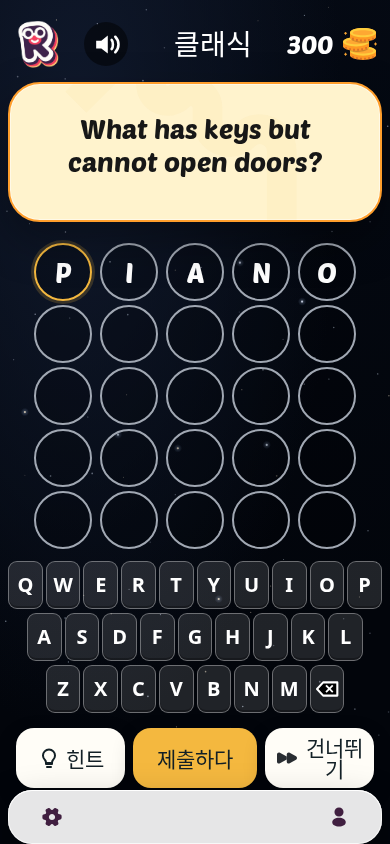 클래식
300
What has keys but
cannot open doors?
P I A N O
Q W E R T Y U I O P
A S D F G H J K L
Z X C V B N M
힌트
제출하다
건너뛰
기